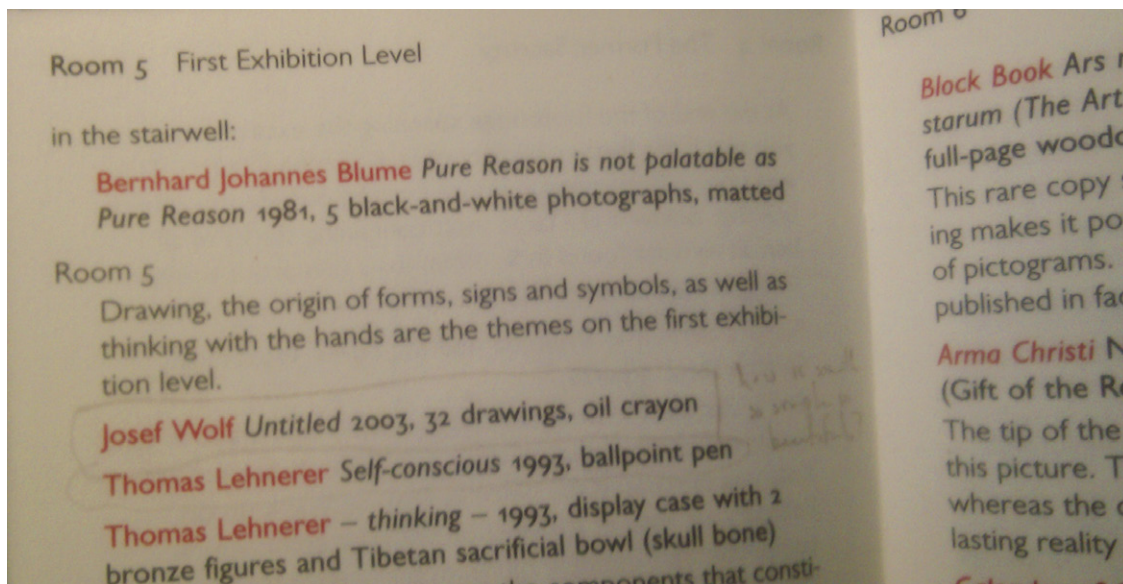 Room 5 First Exhibition Level
in the stairwell:
Bernhard Johannes Blume Pure Reason is not palatable as
Pure Reason 1981, 5 black-and-white photographs, matted
Room 5
Drawing, the origin of forms, signs and symbols, as well as
thinking with the hands are the themes on the first exhibi-
tion level.
Josef Wolf Untitled 2003, 32 drawings, oil crayon
Thomas Lehnerer Self-conscious 1993, ballpoint pen
Thomas Lehnerer – thinking – 1993, display case with 2
bronze figures and Tibetan sacrificial bowl (skull bone)
components that consti-
Room
Block Book Ars
starum (The Art
full-page
This rare copy
ing makes it
of pictograms.
published in
Arma Christi
(Gift of the
The tip of the
this picture.
whereas the
lasting reality